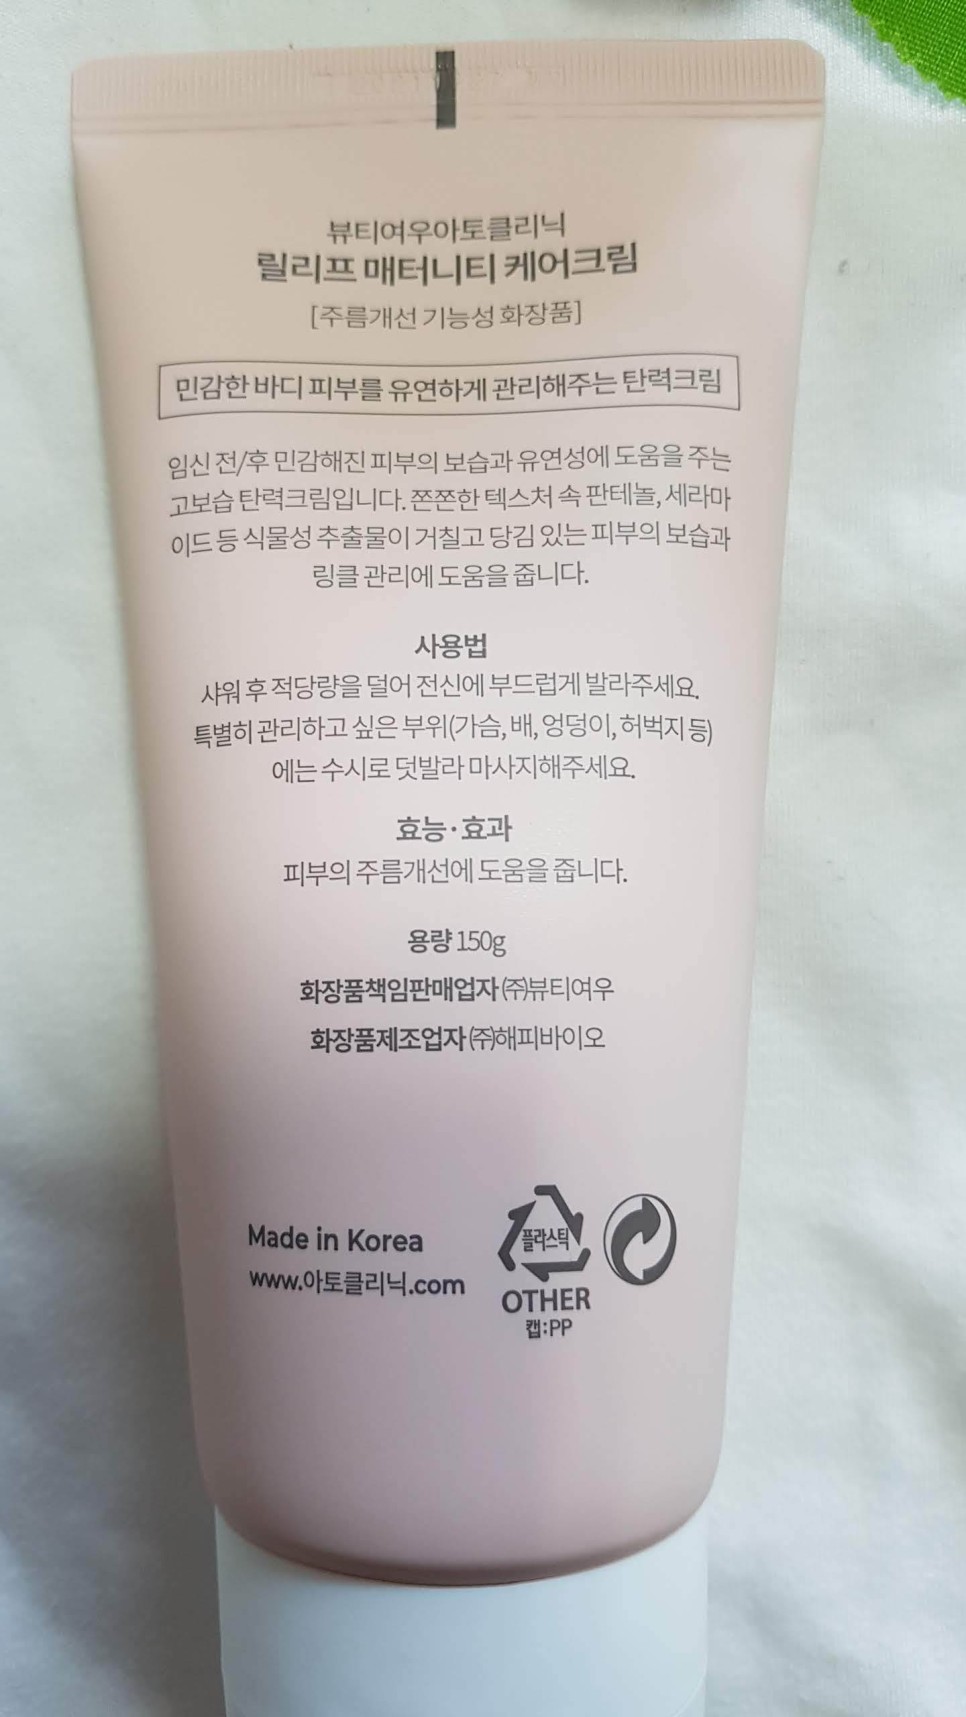 뷰티여우아토클리닉
릴리프 매터니티 케어크림
[주름개선 기능성 화장품]
민감한 바디 피부를 유연하게 관리해주는 탄력크림
임신 전/후 민감해진 피부의 보습과 유연성에 도움을 주는
고보습 탄력크림입니다. 쫀쫀한 텍스처 속 판테놀, 세라마
이드 등 식물성 추출물이 거칠고 당김 있는 피부의 보습과
링클 관리에 도움을 줍니다.
사용법
샤워 후 적당량을 덜어 전신에 부드럽게 발라주세요.
특별히 관리하고 싶은 부위(가슴, 배, 엉덩이, 허벅지 등)
에는 수시로 덧발라 마사지해주세요.
효능·효과
피부의 주름개선에 도움을 줍니다.
용량 150g
화장품책임판매업자 ㈜뷰티여우
화장품제조업자 ㈜해피바이오
Made in Korea
www.아토클리닉.com
플라스틱
OTHER
캡:PP